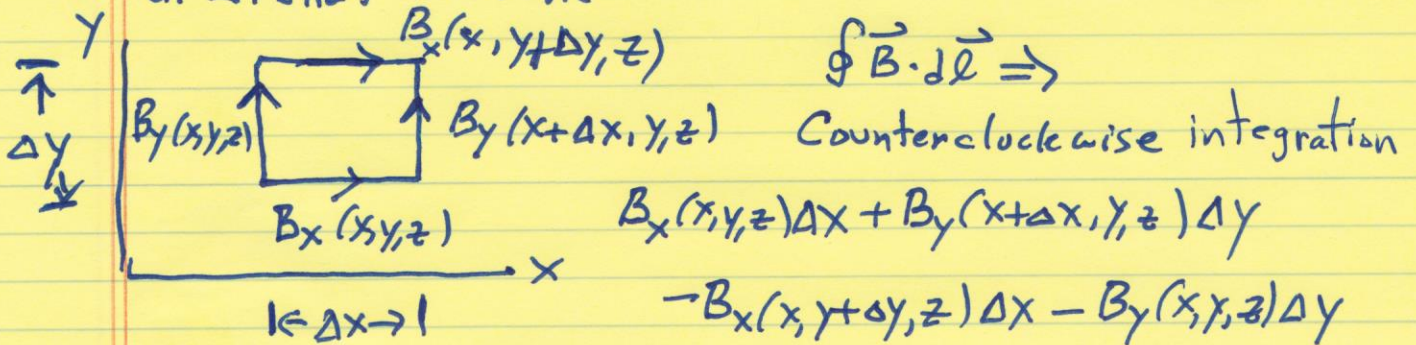 Y
Bx(x, y+Δy, z)
∮B⃗·dl⃗ ⇒
Δy
By(x,y,z)
By(x+Δx, y, z)
Counterclockwise integration
Bx(x,y,z)
Bx(x,y,z)Δx + By(x+Δx, y, z)Δy
x
|←Δx→|
-Bx(x, y+Δy, z)Δx - By(x,y,z)Δy